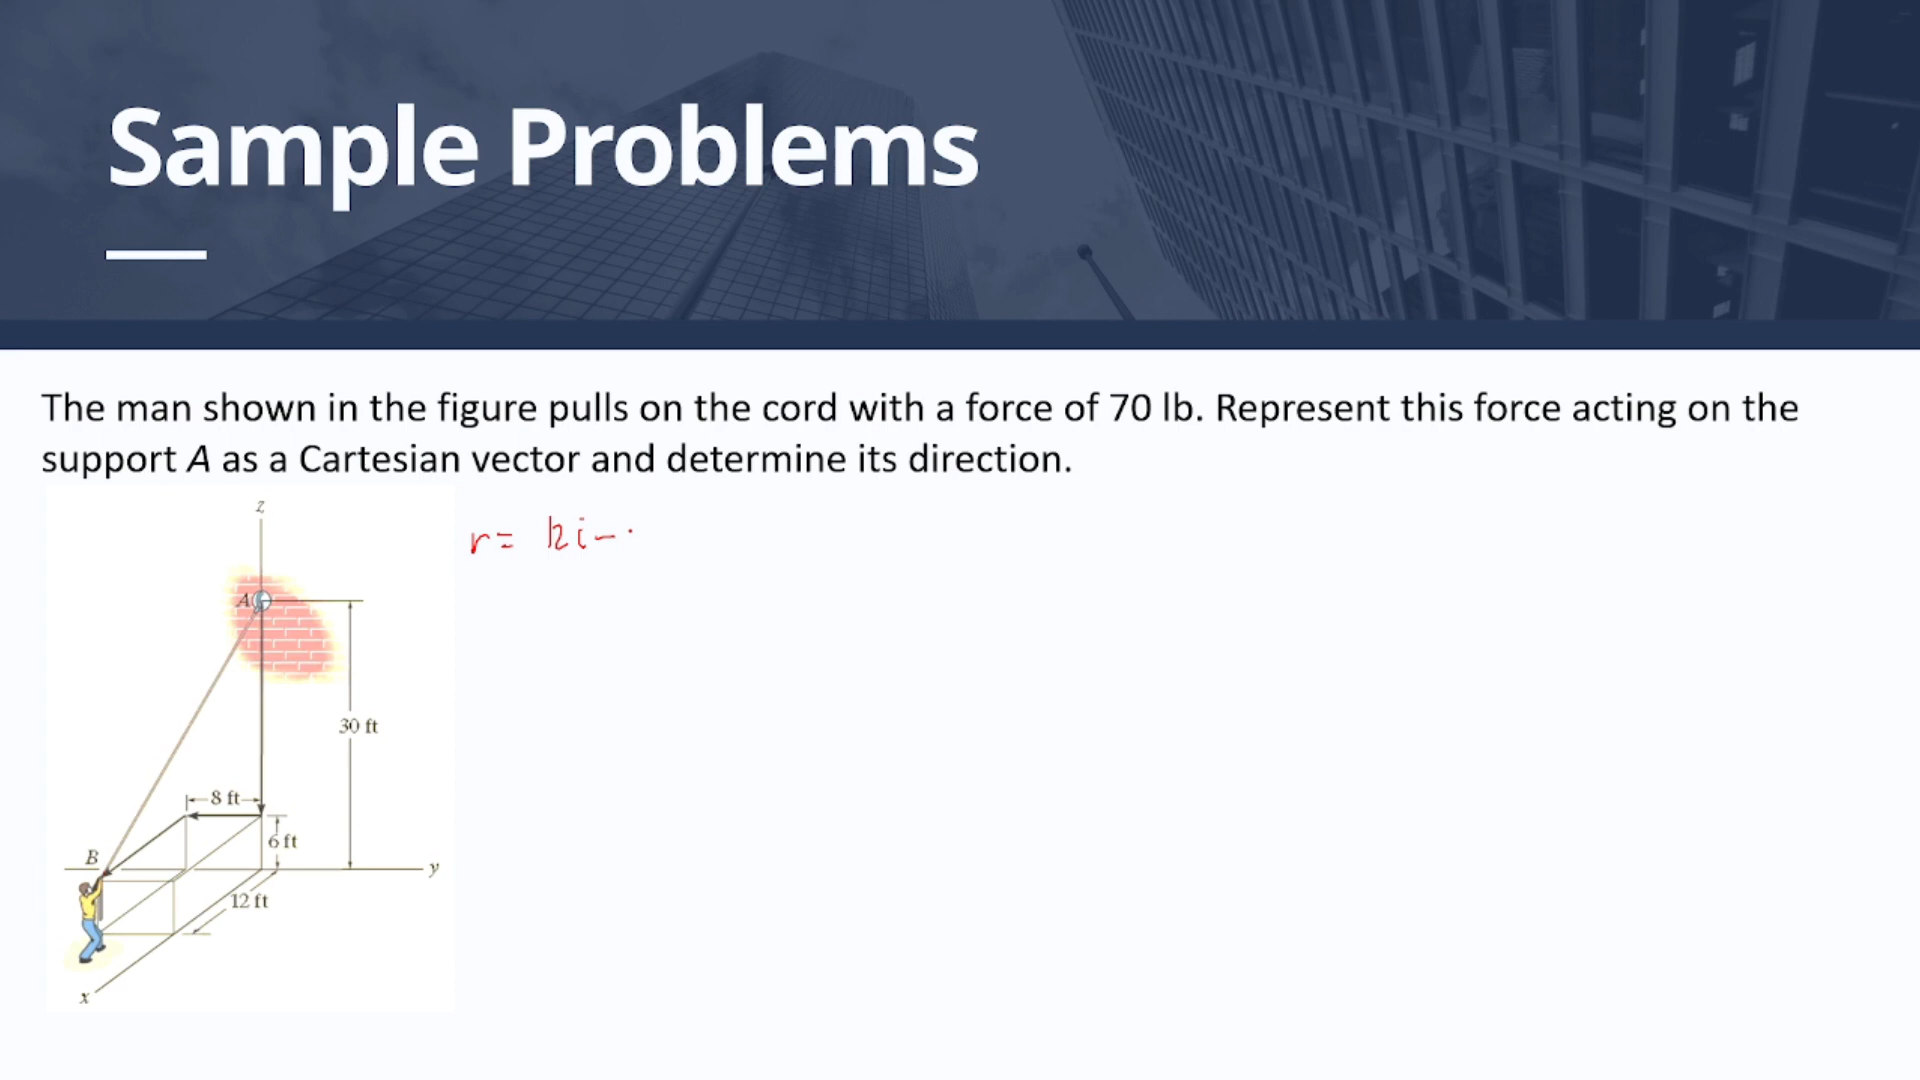 Sample Problems
The man shown in the figure pulls on the cord with a force of 70 lb. Represent this force acting on the
support A as a Cartesian vector and determine its direction.
r = 12i -
z
A
30 ft
8 ft
6 ft
B
y
12 ft
x